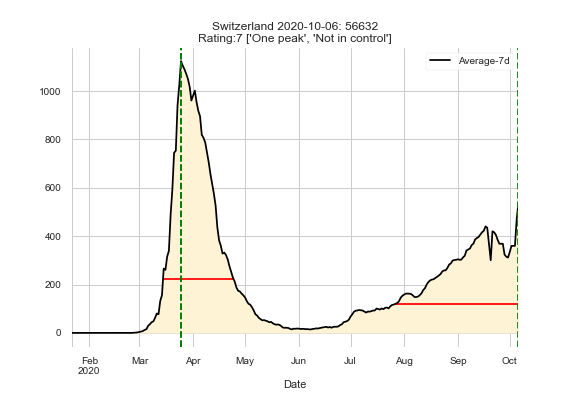 Switzerland 2020-10-06: 56632
Rating:7 ['One peak', 'Not in control']
Average-7d
1000
800
600
400
200
0
Feb Mar Apr May Jun Jul Aug Sep Oct
2020
Date